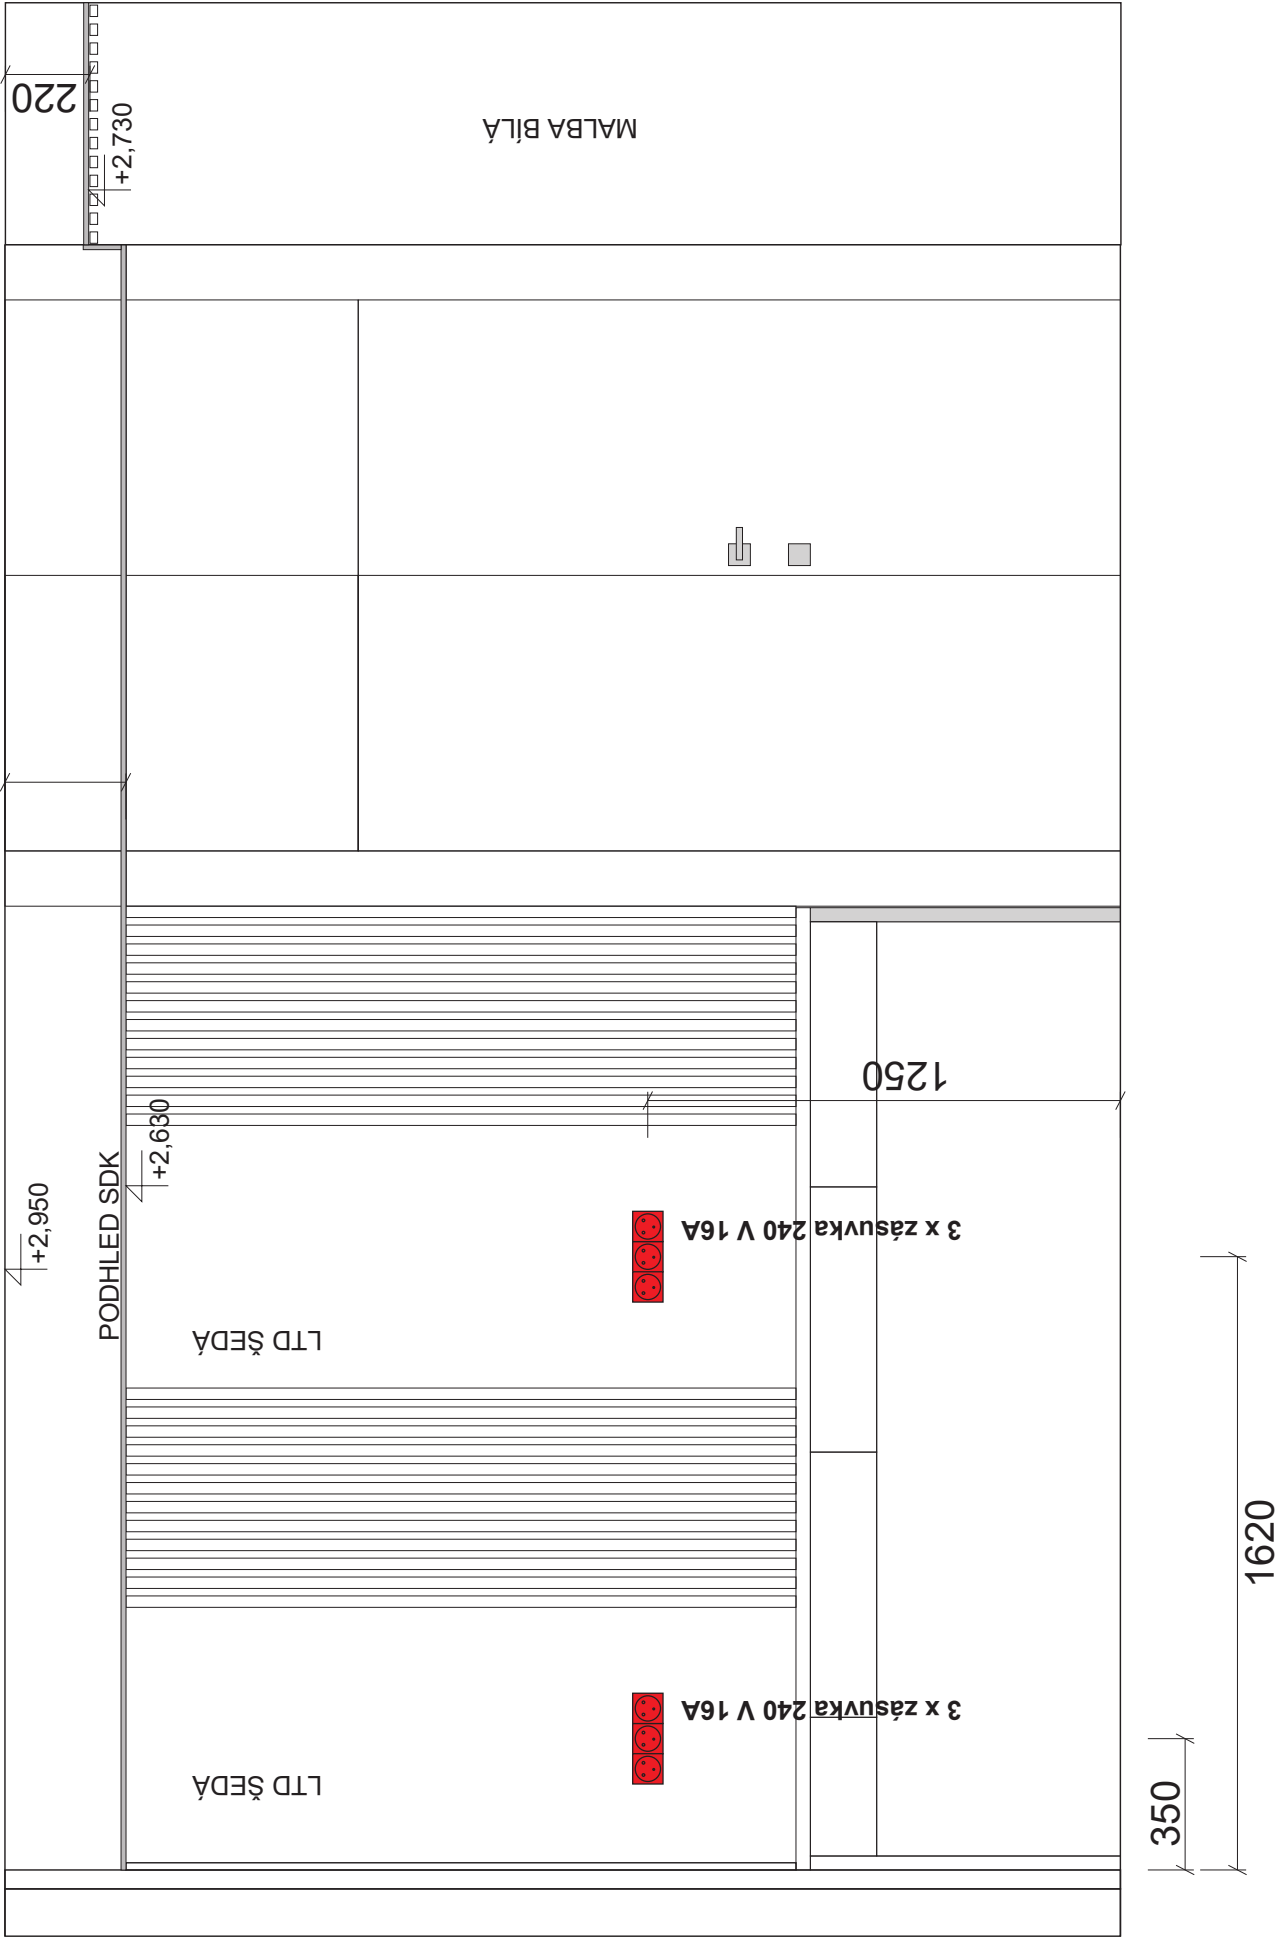 220
+2,730
MALBA BÍLÁ
+2,950
PODHLED SDK
+2,630
1250
3 x zásuvka 240 V 16A
LTD ŠEDÁ
3 x zásuvka 240 V 16A
LTD ŠEDÁ
1620
350